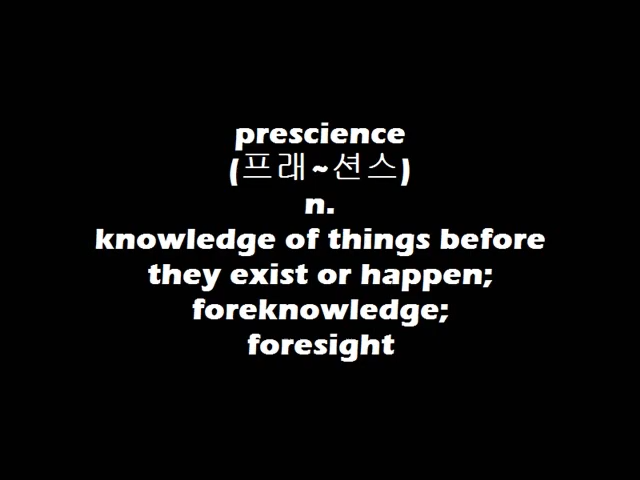 prescience
(프래~션스)
n.
knowledge of things before
they exist or happen;
foreknowledge;
foresight